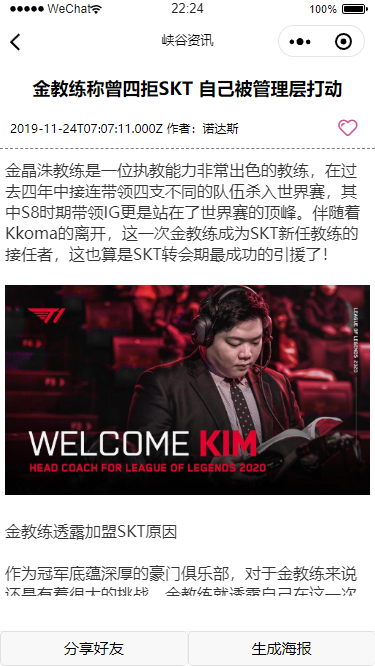 WeChat 22:24 100%
峡谷资讯
金教练称曾四拒SKT 自己被管理层打动
2019-11-24T07:07:11.000Z 作者：诺达斯
金晶洙教练是一位执教能力非常出色的教练，在过
去四年中接连带领四支不同的队伍杀入世界赛，其
中S8时期带领IG更是站在了世界赛的顶峰。伴随着
Kkoma的离开，这一次金教练成为SKT新任教练的
接任者，这也算是SKT转会期最成功的引援了！
T1
LEAGUE OF LEGENDS 2020
WELCOME KIM
HEAD COACH FOR LEAGUE OF LEGENDS 2020
金教练透露加盟SKT原因
作为冠军底蕴深厚的豪门俱乐部，对于金教练来说
还是有着很大的挑战，金教练就透露自己在这一次
分享好友
生成海报